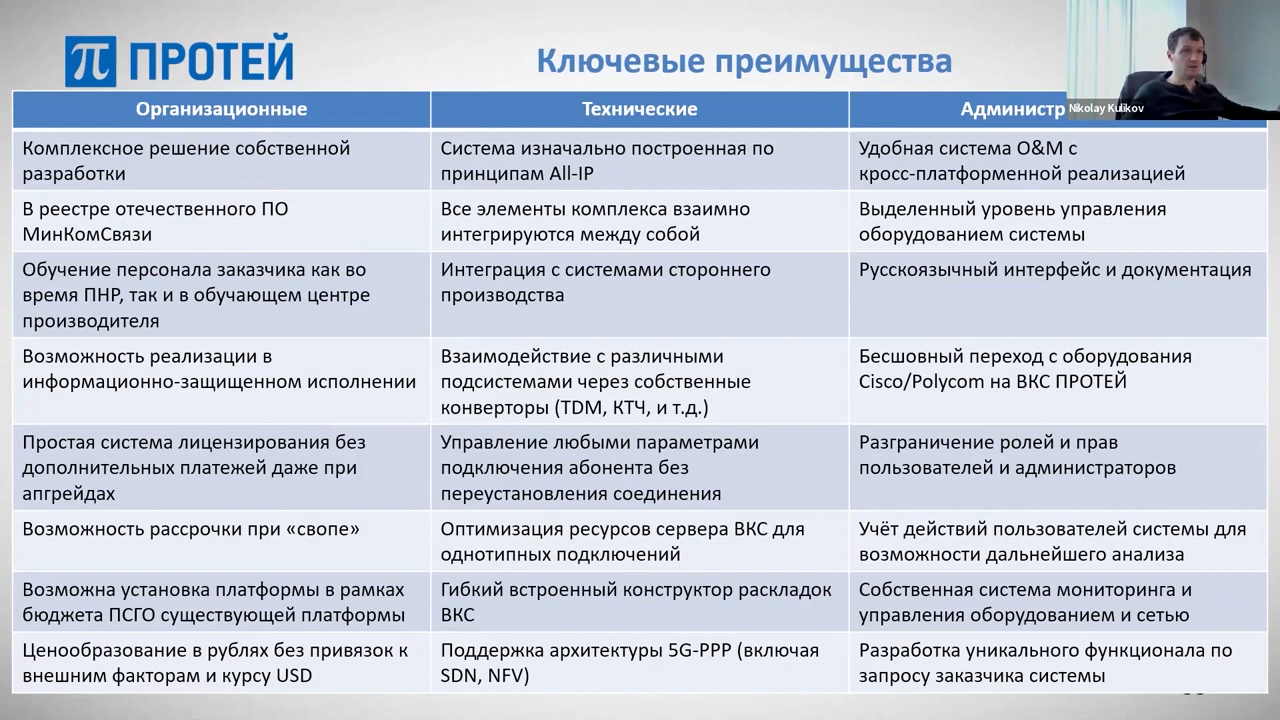 π ПРОТЕЙ
Ключевые преимущества
Nikolay Kulikov
Организационные
Технические
Администр
Комплексное решение собственной
разработки
Система изначально построенная по
принципам All-IP
Удобная система O&M с
кросс-платформенной реализацией
В реестре отечественного ПО
МинКомСвязи
Все элементы комплекса взаимно
интегрируются между собой
Выделенный уровень управления
оборудованием системы
Обучение персонала заказчика как во
время ПНР, так и в обучающем центре
производителя
Интеграция с системами стороннего
производства
Русскоязычный интерфейс и документация
Возможность реализации в
информационно-защищенном исполнении
Взаимодействие с различными
подсистемами через собственные
конверторы (TDM, КТЧ, и т.д.)
Бесшовный переход с оборудования
Cisco/Polycom на ВКС ПРОТЕЙ
Простая система лицензирования без
дополнительных платежей даже при
апгрейдах
Управление любыми параметрами
подключения абонента без
переустановления соединения
Разграничение ролей и прав
пользователей и администраторов
Возможность рассрочки при «свопе»
Оптимизация ресурсов сервера ВКС для
однотипных подключений
Учёт действий пользователей системы для
возможности дальнейшего анализа
Возможна установка платформы в рамках
бюджета ПСГО существующей платформы
Гибкий встроенный конструктор раскладок
ВКС
Собственная система мониторинга и
управления оборудованием и сетью
Ценообразование в рублях без привязок к
внешним факторам и курсу USD
Поддержка архитектуры 5G-PPP (включая
SDN, NFV)
Разработка уникального функционала по
запросу заказчика системы